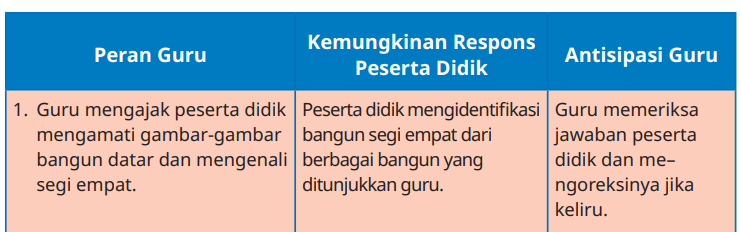 Peran Guru
Kemungkinan Respons
Peserta Didik
Antisipasi Guru
1. Guru mengajak peserta didik
mengamati gambar-gambar
bangun datar dan mengenali
segi empat.
Peserta didik mengidentifikasi
bangun segi empat dari
berbagai bangun yang
ditunjukkan guru.
Guru memeriksa
jawaban peserta
didik dan me–
ngoreksinya jika
keliru.